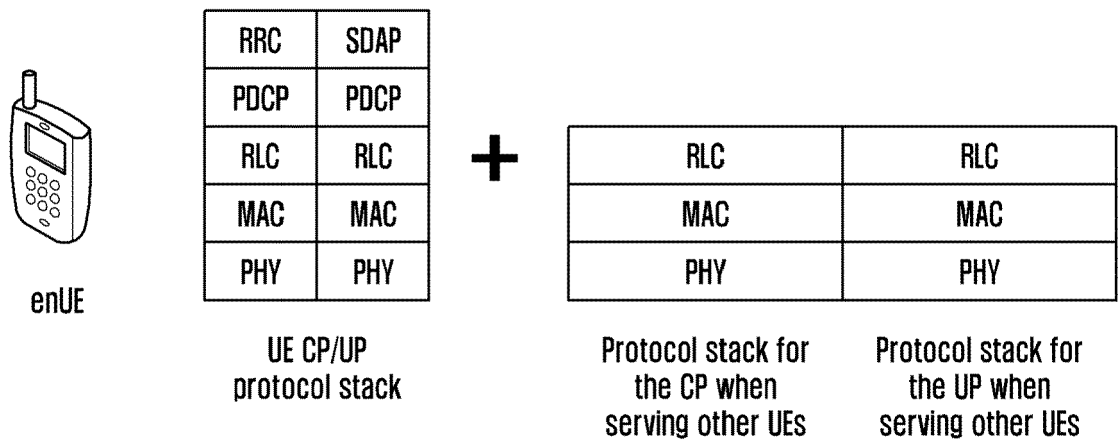 RRC SDAP
PDCP PDCP
RLC RLC
MAC MAC
PHY PHY
UE CP/UP
protocol stack
enUE
+
RLC RLC
MAC MAC
PHY PHY
Protocol stack for
the CP when
serving other UEs
Protocol stack for
the UP when
serving other UEs